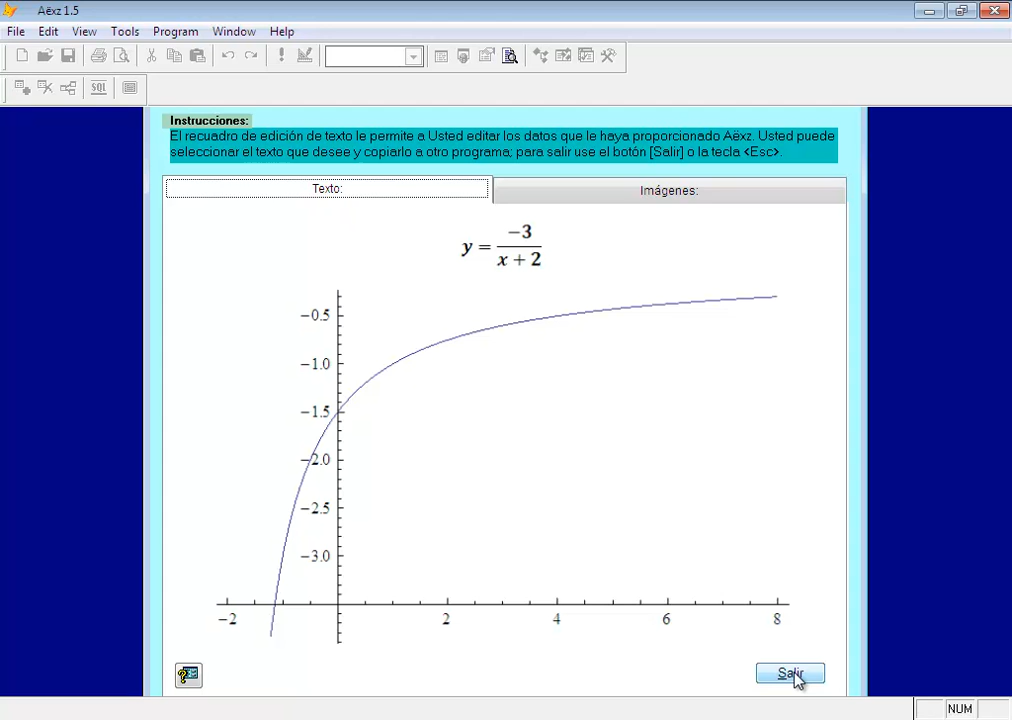 Aëxz 1.5
File Edit View Tools Program Window Help
SQL
Instrucciones:
El recuadro de edición de texto le permite a Usted editar los datos que le haya proporcionado Aëxz. Usted puede
seleccionar el texto que desee y copiarlo a otro programa; para salir use el botón [Salir] o la tecla <Esc>.
Texto: Imágenes:
y = −3 / (x + 2)
−0.5
−1.0
−1.5
−2.0
−2.5
−3.0
−2 2 4 6 8
Salir
NUM